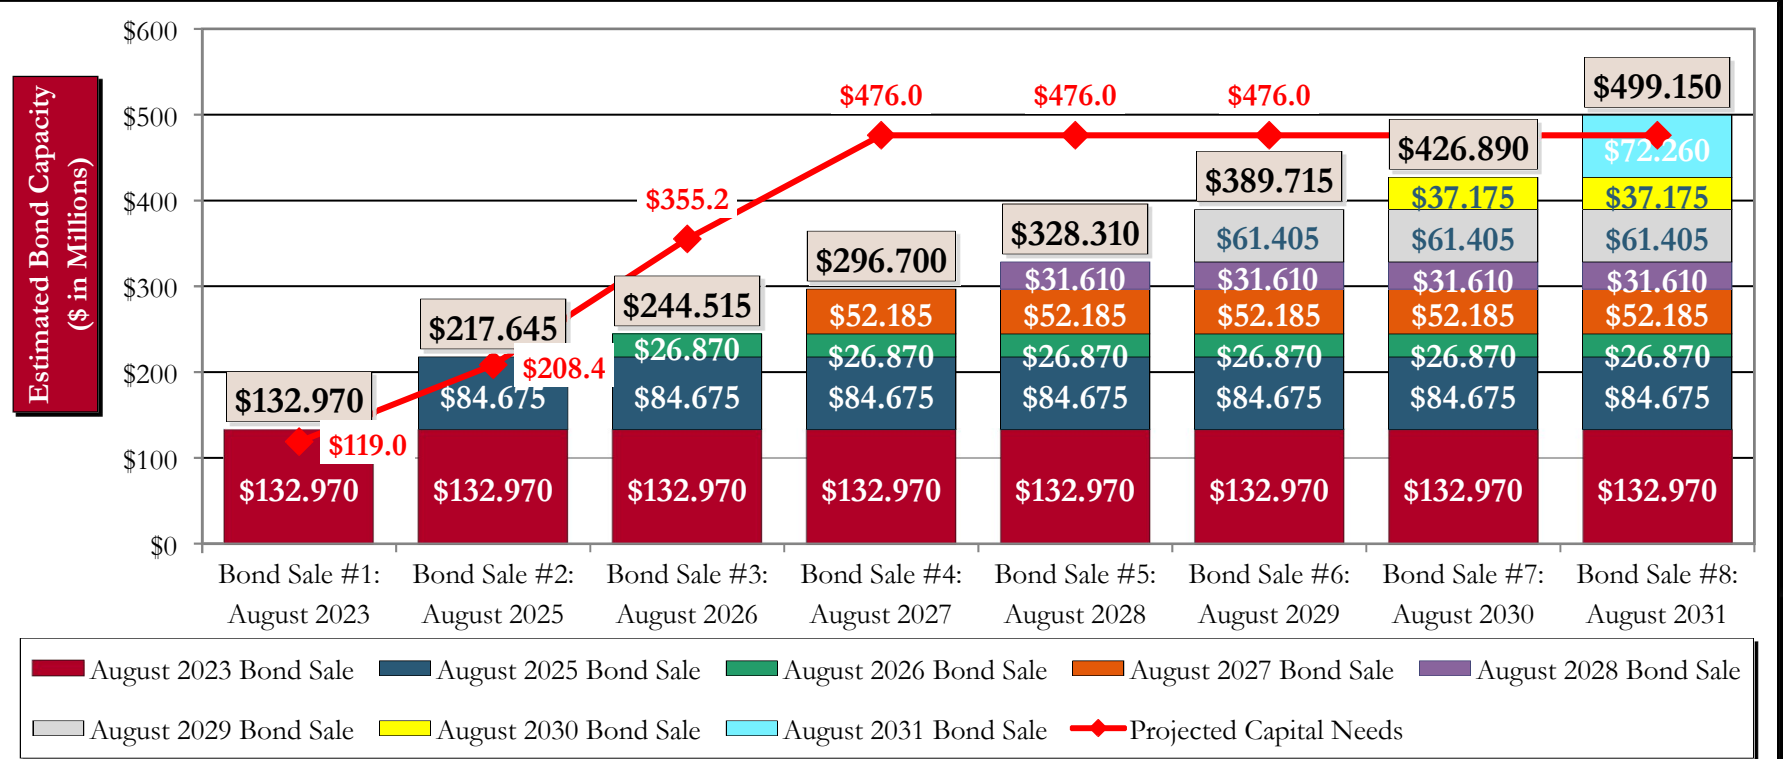 Estimated Bond Capacity
($ in Millions)
$600
$500
$400
$300
$200
$100
$0
$132.970
$119.0
$132.970
$217.645
$208.4
$84.675
$132.970
$355.2
$244.515
$26.870
$84.675
$132.970
$476.0
$296.700
$52.185
$26.870
$84.675
$132.970
$476.0
$328.310
$31.610
$52.185
$26.870
$84.675
$132.970
$476.0
$389.715
$61.405
$31.610
$52.185
$26.870
$84.675
$132.970
$426.890
$37.175
$61.405
$31.610
$52.185
$26.870
$84.675
$132.970
$499.150
$72.260
$37.175
$61.405
$31.610
$52.185
$26.870
$84.675
$132.970
Bond Sale #1:
August 2023
Bond Sale #2:
August 2025
Bond Sale #3:
August 2026
Bond Sale #4:
August 2027
Bond Sale #5:
August 2028
Bond Sale #6:
August 2029
Bond Sale #7:
August 2030
Bond Sale #8:
August 2031
August 2023 Bond Sale
August 2025 Bond Sale
August 2026 Bond Sale
August 2027 Bond Sale
August 2028 Bond Sale
August 2029 Bond Sale
August 2030 Bond Sale
August 2031 Bond Sale
Projected Capital Needs